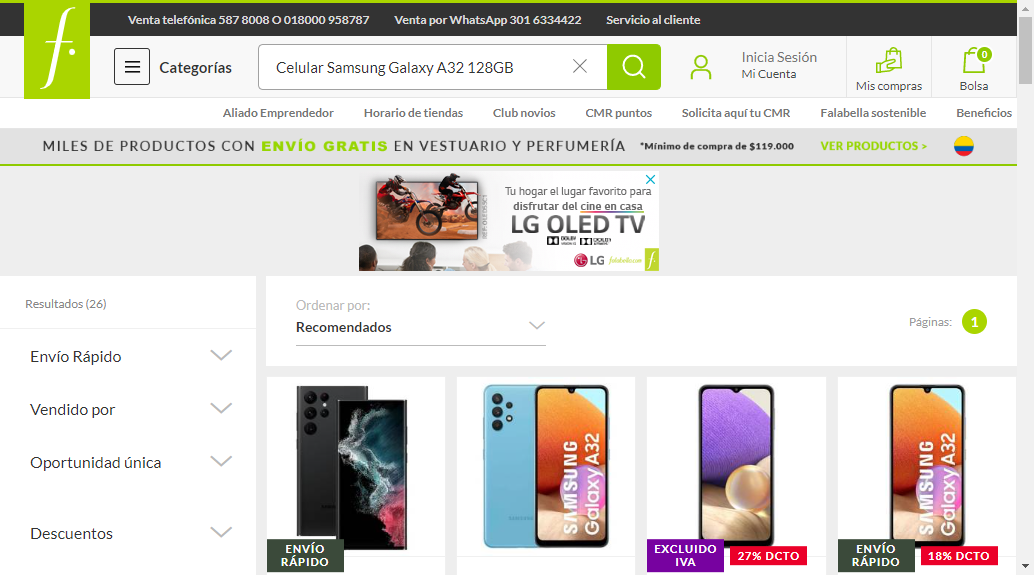 Venta telefónica 587 8008 O 018000 958787 Venta por WhatsApp 301 6334422 Servicio al cliente
f.
Categorías
Celular Samsung Galaxy A32 128GB
Inicia Sesión
Mi Cuenta
Mis compras
0
Bolsa
Aliado Emprendedor Horario de tiendas Club novios CMR puntos Solicita aquí tu CMR Falabella sostenible Beneficios
MILES DE PRODUCTOS CON ENVÍO GRATIS EN VESTUARIO Y PERFUMERÍA *Mínimo de compra de $119.000 VER PRODUCTOS >
Tu hogar el lugar favorito para
disfrutar del cine en casa
LG OLED TV
DOLBY DOLBY
LG falabella.com f.
Resultados (26)
Envío Rápido
Vendido por
Oportunidad única
Descuentos
Ordenar por:
Recomendados
Páginas: 1
ENVÍO
RÁPIDO
SAMSUNG
Galaxy A32
EXCLUIDO
IVA
27% DCTO
SAMSUNG
Galaxy A32
ENVÍO
RÁPIDO
18% DCTO